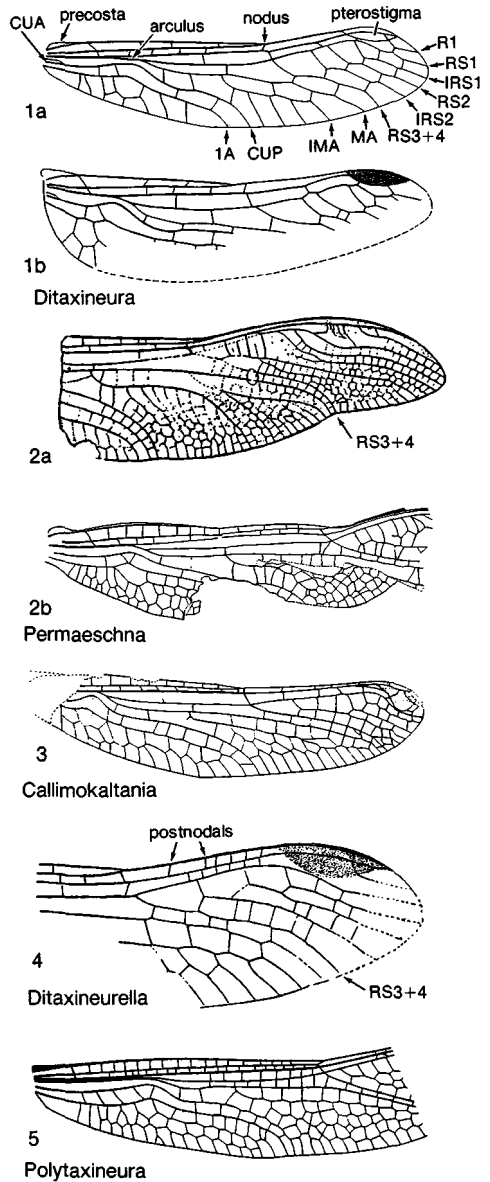 CUA precosta arculus nodus pterostigma
R1
RS1
IRS1
RS2
IRS2
RS3+4
MA
IMA
CUP
1A
1a
1b
Ditaxineura
2a
RS3+4
2b
Permaeschna
3
Callimokaltania
postnodals
4
RS3+4
Ditaxineurella
5
Polytaxineura